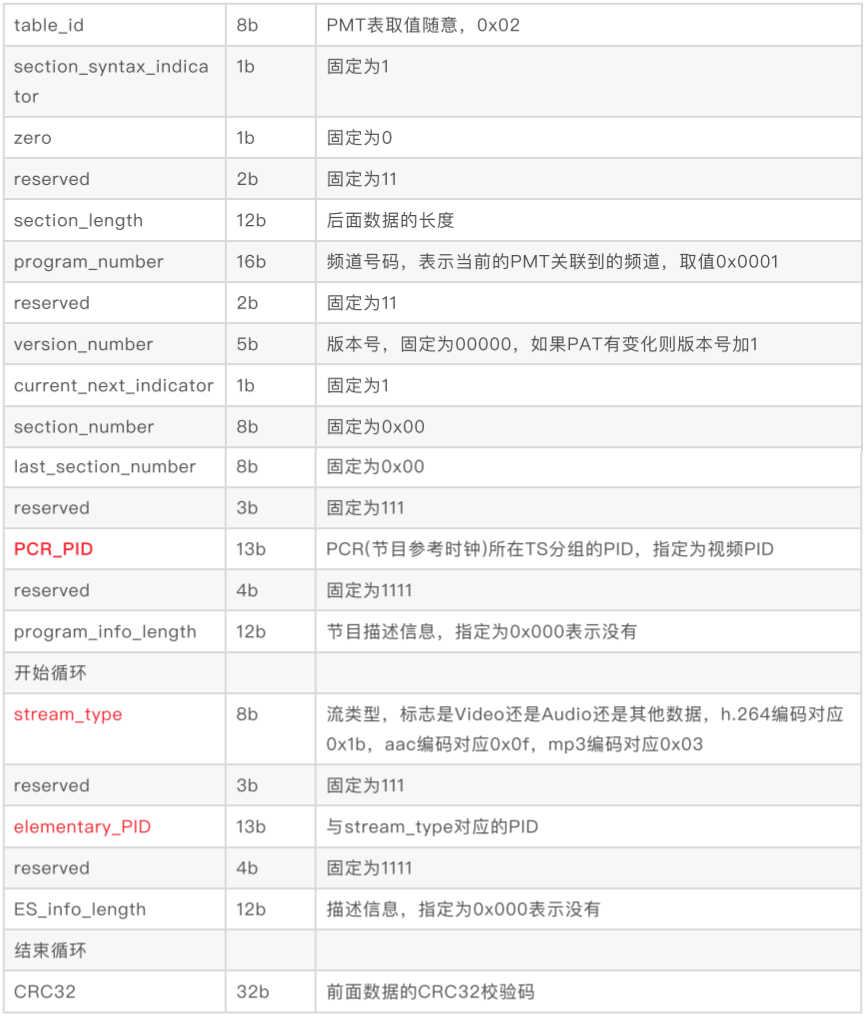 table_id 8b PMT表取值随意，0x02
section_syntax_indica 1b 固定为1
tor
zero 1b 固定为0
reserved 2b 固定为11
section_length 12b 后面数据的长度
program_number 16b 频道号码，表示当前的PMT关联到的频道，取值0x0001
reserved 2b 固定为11
version_number 5b 版本号，固定为00000，如果PAT有变化则版本号加1
current_next_indicator 1b 固定为1
section_number 8b 固定为0x00
last_section_number 8b 固定为0x00
reserved 3b 固定为111
PCR_PID 13b PCR(节目参考时钟)所在TS分组的PID，指定为视频PID
reserved 4b 固定为1111
program_info_length 12b 节目描述信息，指定为0x000表示没有
开始循环
stream_type 8b 流类型，标志是Video还是Audio还是其他数据，h.264编码对应
0x1b，aac编码对应0x0f，mp3编码对应0x03
reserved 3b 固定为111
elementary_PID 13b 与stream_type对应的PID
reserved 4b 固定为1111
ES_info_length 12b 描述信息，指定为0x000表示没有
结束循环
CRC32 32b 前面数据的CRC32校验码